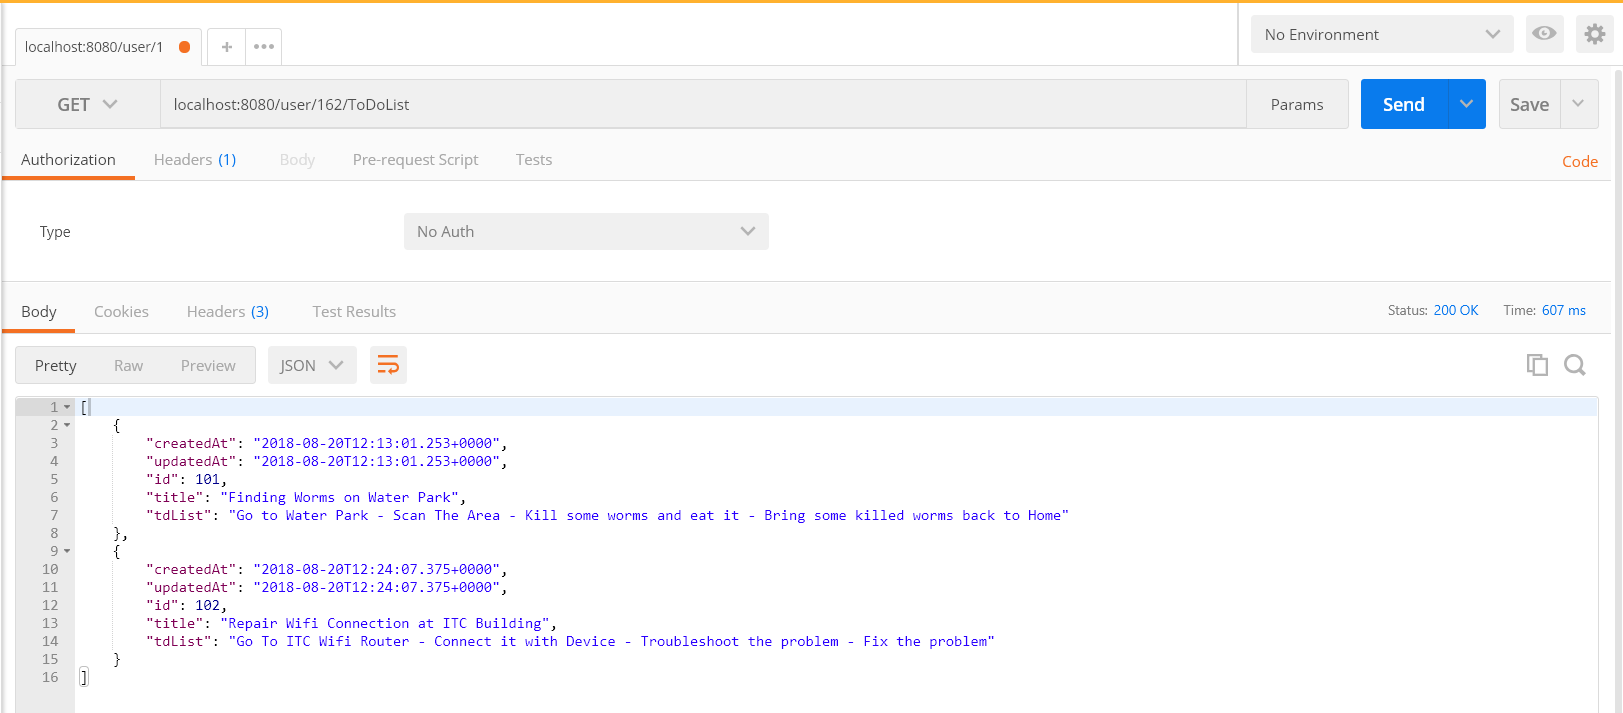 localhost:8080/user/1
No Environment
GET localhost:8080/user/162/ToDoList Params Send Save
Authorization Headers (1) Body Pre-request Script Tests Code
Type No Auth
Body Cookies Headers (3) Test Results Status: 200 OK Time: 607 ms
Pretty Raw Preview JSON
1 [
2 {
3 "createdAt": "2018-08-20T12:13:01.253+0000",
4 "updatedAt": "2018-08-20T12:13:01.253+0000",
5 "id": 101,
6 "title": "Finding Worms on Water Park",
7 "tdList": "Go to Water Park - Scan The Area - Kill some worms and eat it - Bring some killed worms back to Home"
8 },
9 {
10 "createdAt": "2018-08-20T12:24:07.375+0000",
11 "updatedAt": "2018-08-20T12:24:07.375+0000",
12 "id": 102,
13 "title": "Repair Wifi Connection at ITC Building",
14 "tdList": "Go To ITC Wifi Router - Connect it with Device - Troubleshoot the problem - Fix the problem"
15 }
16 ]